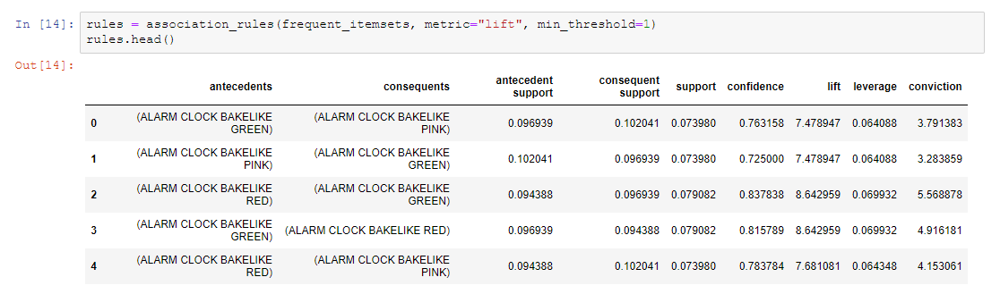 In [14]: rules = association_rules(frequent_itemsets, metric="lift", min_threshold=1)
rules.head()
Out[14]:
antecedents consequents antecedent support consequent support support confidence lift leverage conviction
0 (ALARM CLOCK BAKELIKE GREEN) (ALARM CLOCK BAKELIKE PINK) 0.096939 0.102041 0.073980 0.763158 7.478947 0.064088 3.791383
1 (ALARM CLOCK BAKELIKE PINK) (ALARM CLOCK BAKELIKE GREEN) 0.102041 0.096939 0.073980 0.725000 7.478947 0.064088 3.283859
2 (ALARM CLOCK BAKELIKE RED) (ALARM CLOCK BAKELIKE GREEN) 0.094388 0.096939 0.079082 0.837838 8.642959 0.069932 5.568878
3 (ALARM CLOCK BAKELIKE GREEN) (ALARM CLOCK BAKELIKE RED) 0.096939 0.094388 0.079082 0.815789 8.642959 0.069932 4.916181
4 (ALARM CLOCK BAKELIKE RED) (ALARM CLOCK BAKELIKE PINK) 0.094388 0.102041 0.073980 0.783784 7.681081 0.064348 4.153061